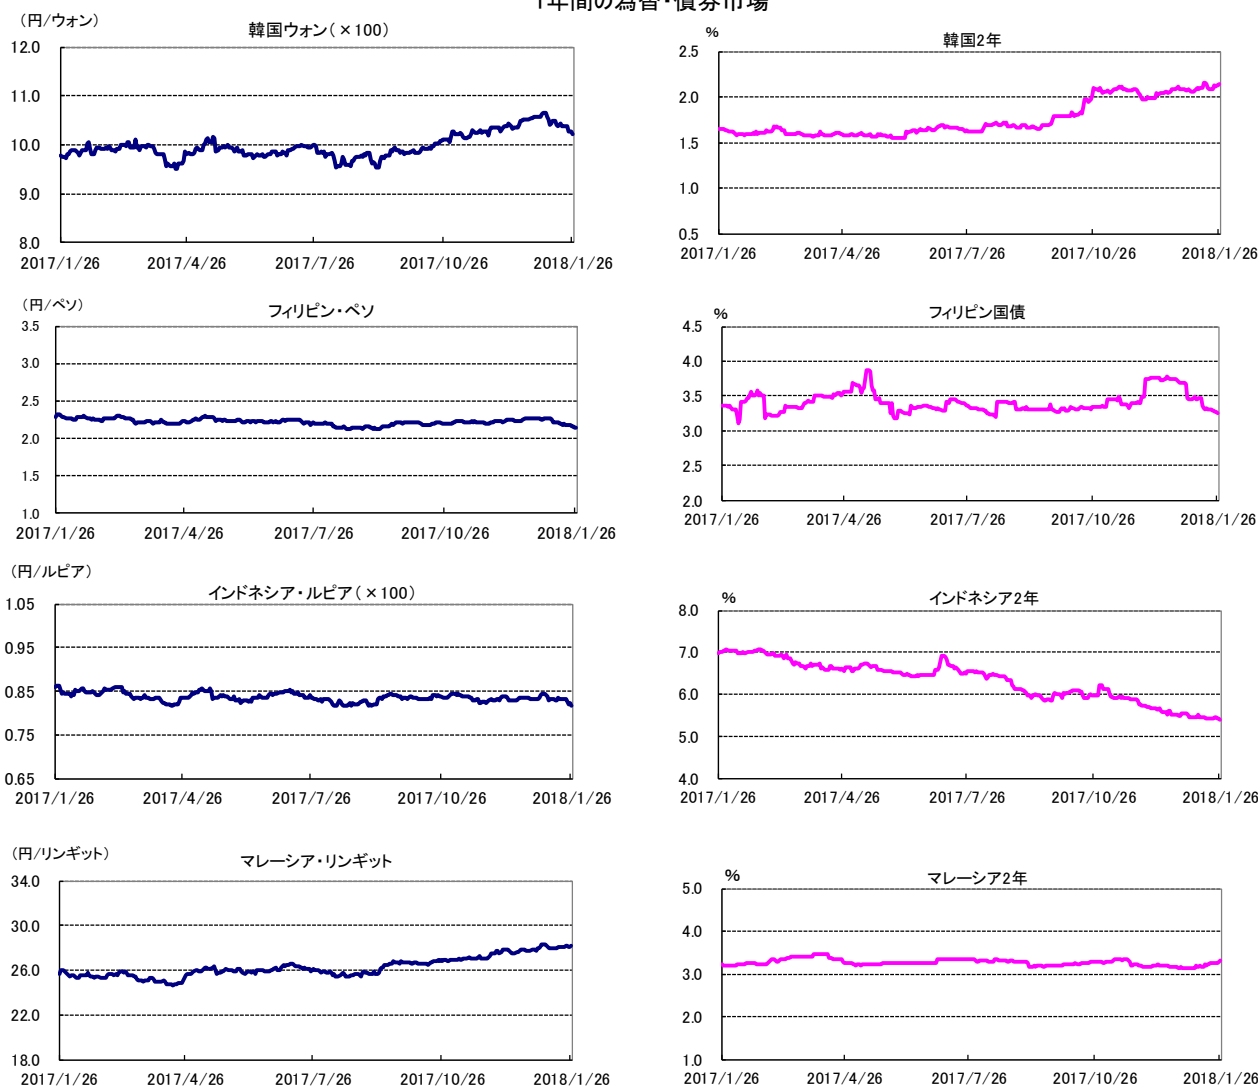 1年間の為替・債券市場
(円/ウォン)
韓国ウォン(×100)
12.0
11.0
10.0
9.0
8.0
2017/1/26 2017/4/26 2017/7/26 2017/10/26 2018/1/26
%
韓国2年
2.5
2.0
1.5
1.0
0.5
2017/1/26 2017/4/26 2017/7/26 2017/10/26 2018/1/26
(円/ペソ)
フィリピン・ペソ
3.5
3.0
2.5
2.0
1.5
1.0
2017/1/26 2017/4/26 2017/7/26 2017/10/26 2018/1/26
%
フィリピン国債
4.5
4.0
3.5
3.0
2.5
2.0
2017/1/26 2017/4/26 2017/7/26 2017/10/26 2018/1/26
(円/ルピア)
インドネシア・ルピア(×100)
1.05
0.95
0.85
0.75
0.65
2017/1/26 2017/4/26 2017/7/26 2017/10/26 2018/1/26
%
インドネシア2年
8.0
7.0
6.0
5.0
4.0
2017/1/26 2017/4/26 2017/7/26 2017/10/26 2018/1/26
(円/リンギット)
マレーシア・リンギット
34.0
30.0
26.0
22.0
18.0
2017/1/26 2017/4/26 2017/7/26 2017/10/26 2018/1/26
%
マレーシア2年
5.0
4.0
3.0
2.0
1.0
2017/1/26 2017/4/26 2017/7/26 2017/10/26 2018/1/26